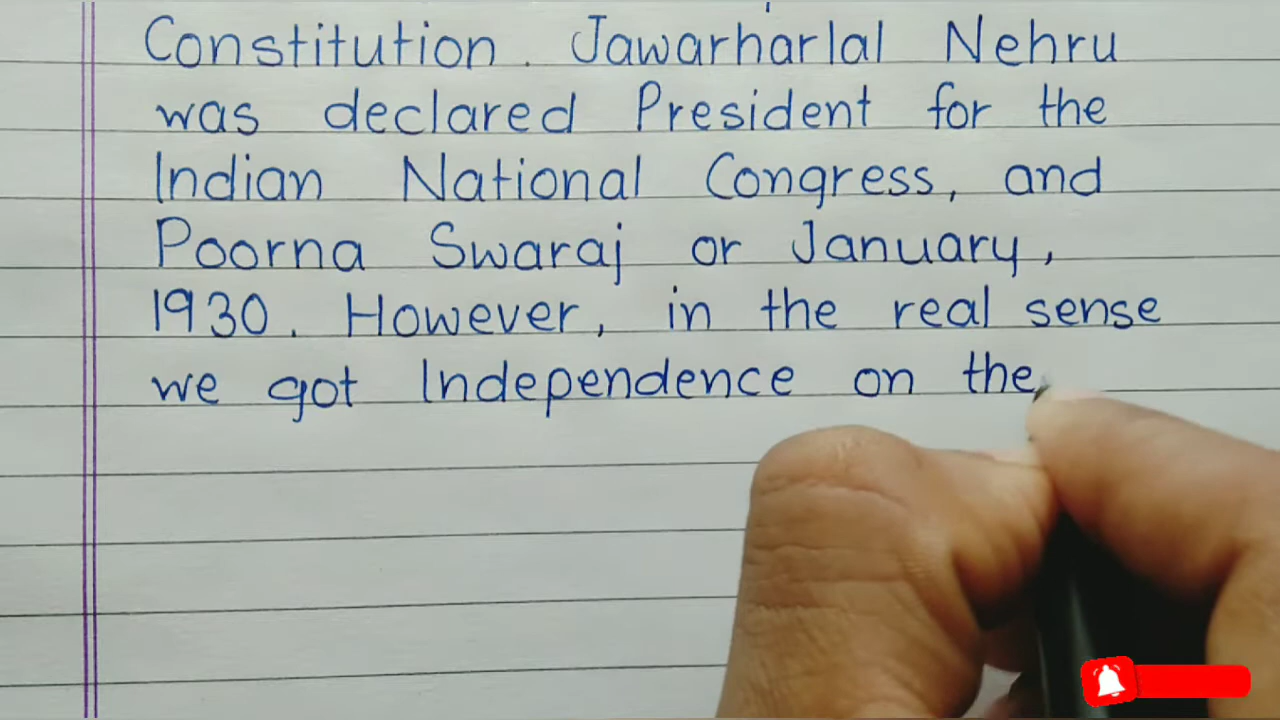 Constitution. Jawarharlal Nehru
was declared President for the
Indian National Congress, and
Poorna Swaraj or January,
1930. However, in the real sense
we got Independence on the